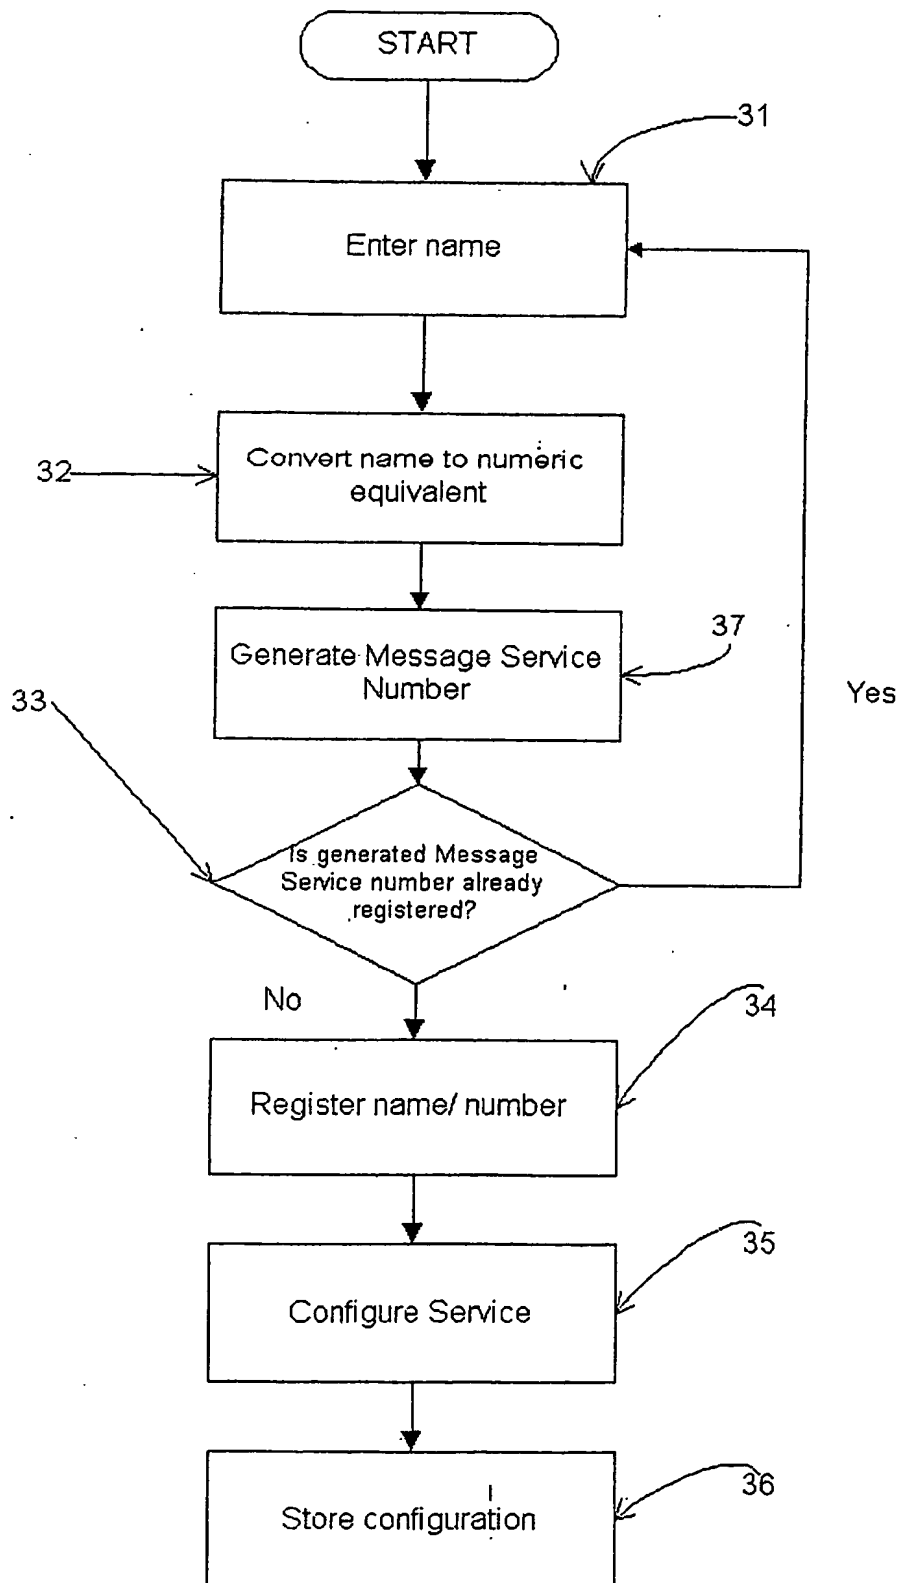 START
31
Enter name
32
Convert name to numeric
equivalent
37
Generate Message Service
Number
33
Yes
Is generated Message
Service number already
registered?
No
34
Register name/ number
35
Configure Service
36
Store configuration